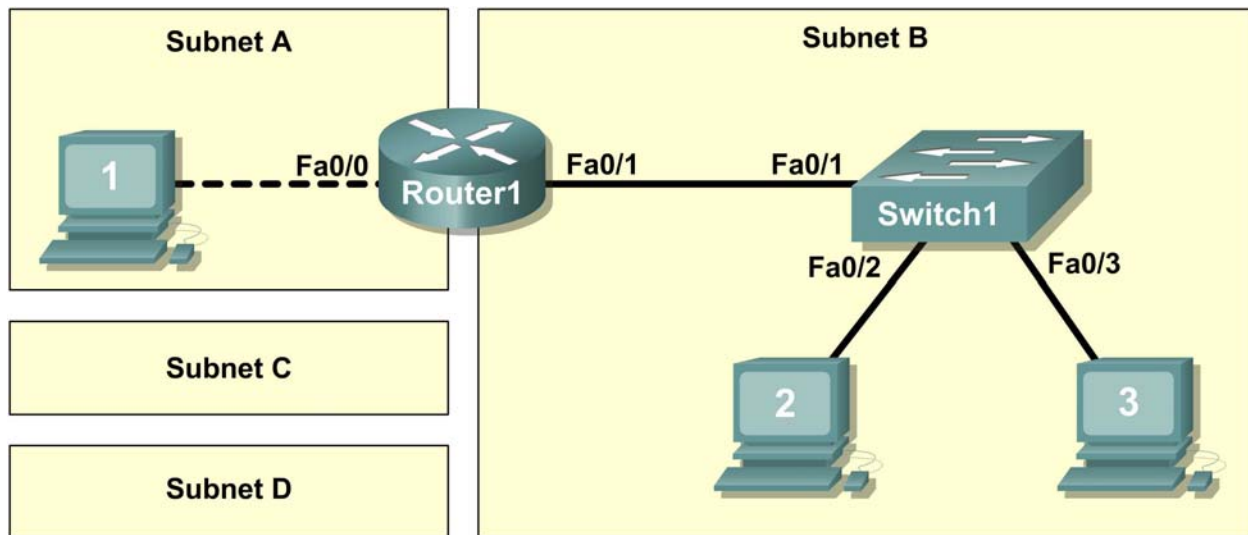 Subnet A
Subnet B
1
Fa0/0
Router1
Fa0/1
Fa0/1
Switch1
Fa0/2
Fa0/3
2
3
Subnet C
Subnet D